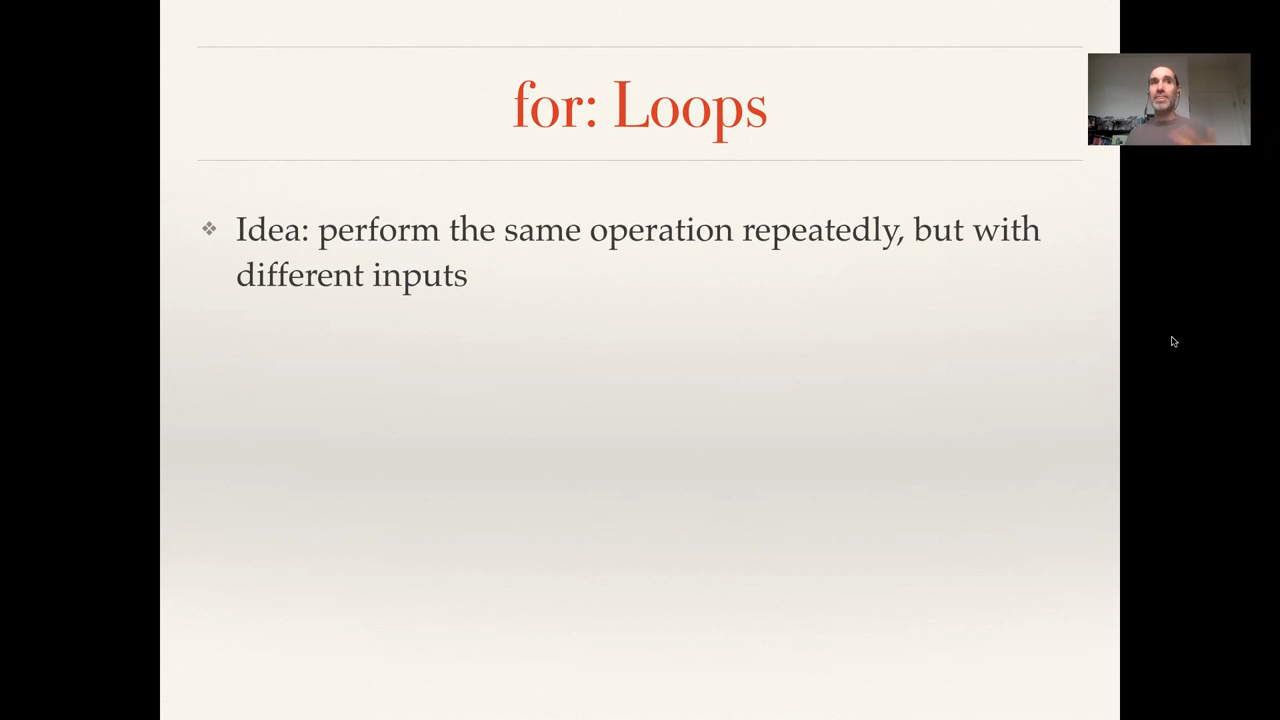 for: Loops
Idea: perform the same operation repeatedly, but with
different inputs